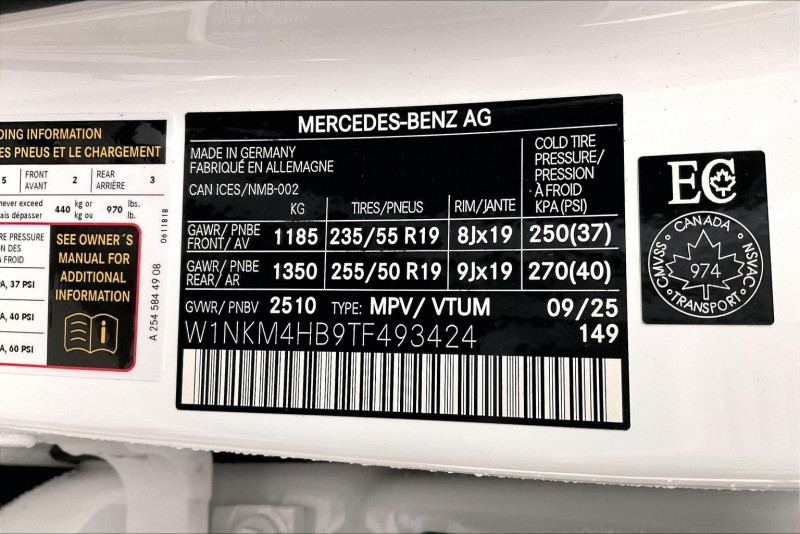 DING INFORMATION
ES PNEUS ET LE CHARGEMENT
5 FRONT AVANT 2 REAR ARRIÈRE 3
never exceed 440 kg or 970 lbs.
ais dépasser kg ou lb.
RE PRESSURE
ON DES
A FROID
A, 37 PSI
A, 40 PSI
A, 60 PSI
SEE OWNER´S
MANUAL FOR
ADDITIONAL
INFORMATION
i
A 254 584 49 08
0611818
MERCEDES-BENZ AG
MADE IN GERMANY
FABRIQUÉ EN ALLEMAGNE
CAN ICES/NMB-002
COLD TIRE
PRESSURE/
PRESSION
À FROID
KPA(PSI)
KG TIRES/PNEUS RIM/JANTE
GAWR/PNBE
FRONT/AV 1185 235/55 R19 8Jx19 250(37)
GAWR/PNBE
REAR/AR 1350 255/50 R19 9Jx19 270(40)
GVWR/PNBV 2510 TYPE: MPV/VTUM 09/25
W1NKM4HB9TF493424 149
EC
CANADA
CMVSS NSVAC
974
TRANSPORT